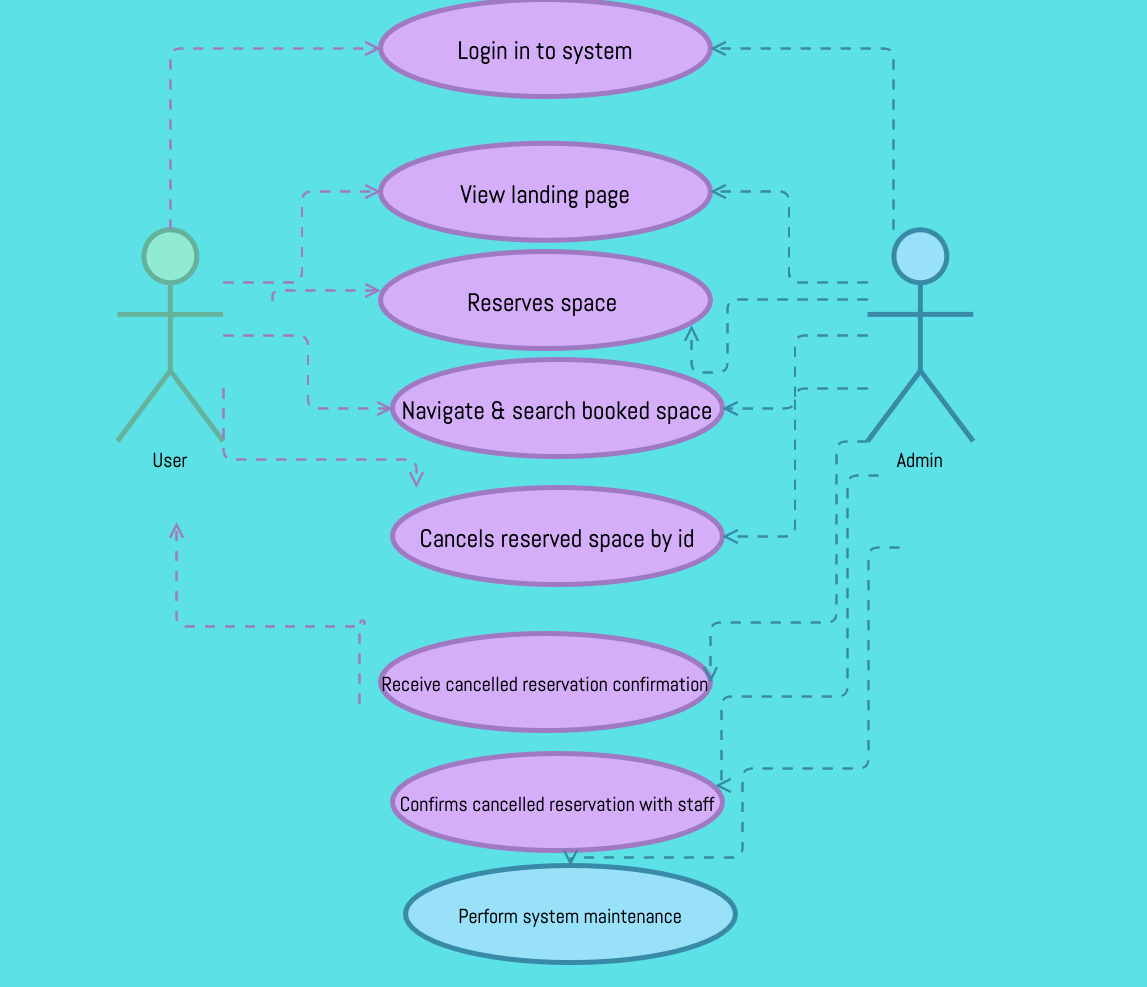 Login in to system
View landing page
Reserves space
Navigate & search booked space
User
Admin
Cancels reserved space by id
Receive cancelled reservation confirmation
Confirms cancelled reservation with staff
Perform system maintenance